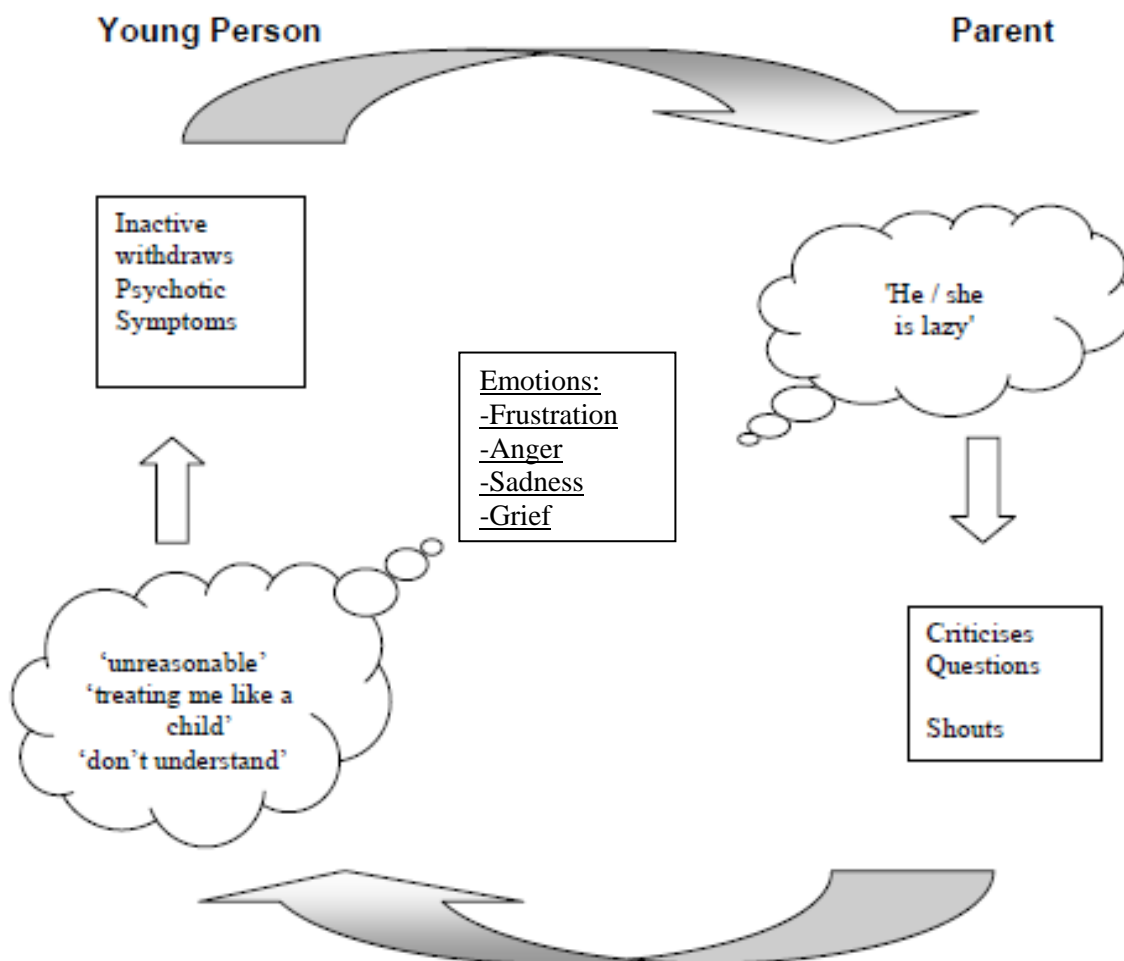 Young Person
Parent
Inactive
withdraws
Psychotic
Symptoms
'He / she
is lazy'
Emotions:
-Frustration
-Anger
-Sadness
-Grief
‘unreasonable’
‘treating me like a
child’
‘don’t understand’
Criticises
Questions
Shouts